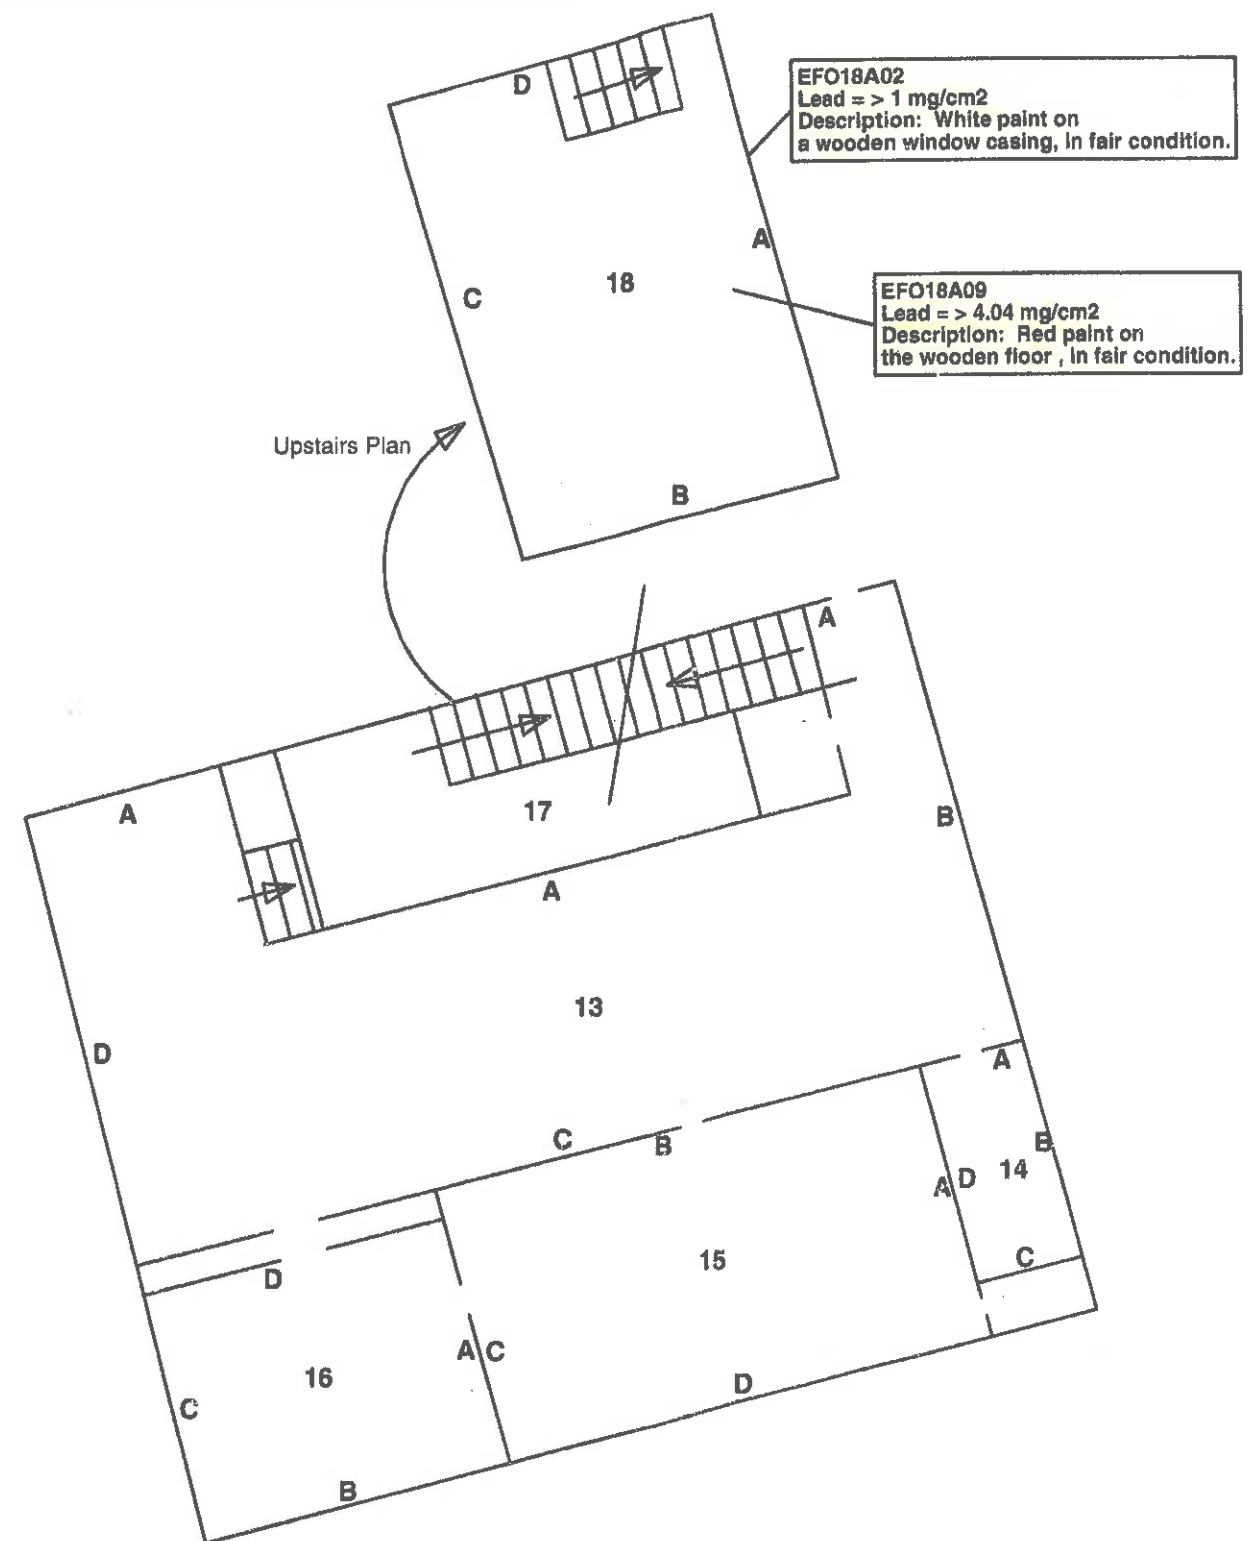 D
EFO18A02
Lead = > 1 mg/cm2
Description: White paint on
a wooden window casing, in fair condition.
A
18
C
EFO18A09
Lead = > 4.04 mg/cm2
Description: Red paint on
the wooden floor , in fair condition.
Upstairs Plan
B
A
A
17
B
A
13
D
A
C
B
B
14
A
D
C
15
D
A
C
16
D
C
B